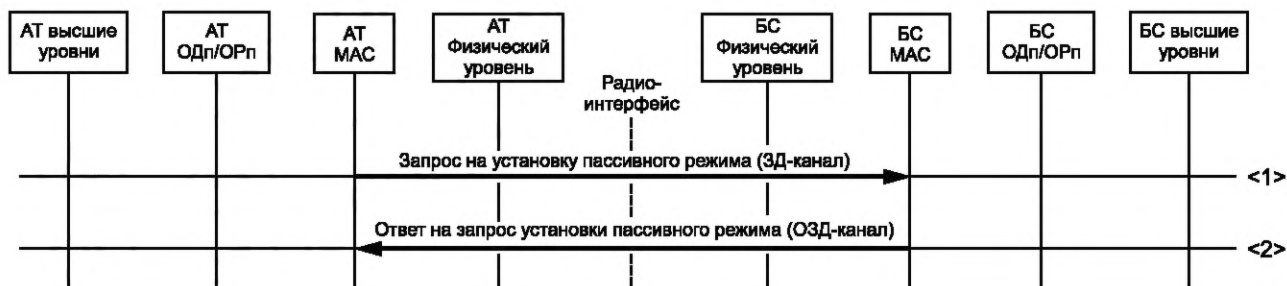 АТ высшие
уровни
АТ
ОДп/ОРп
АТ
МАС
АТ
Физический
уровень
Радио-
интерфейс
БС
Физический
уровень
БС
МАС
БС
ОДп/ОРп
БС высшие
уровни
Запрос на установку пассивного режима (ЗД-канал)
<1>
Ответ на запрос установки пассивного режима (ОЗД-канал)
<2>